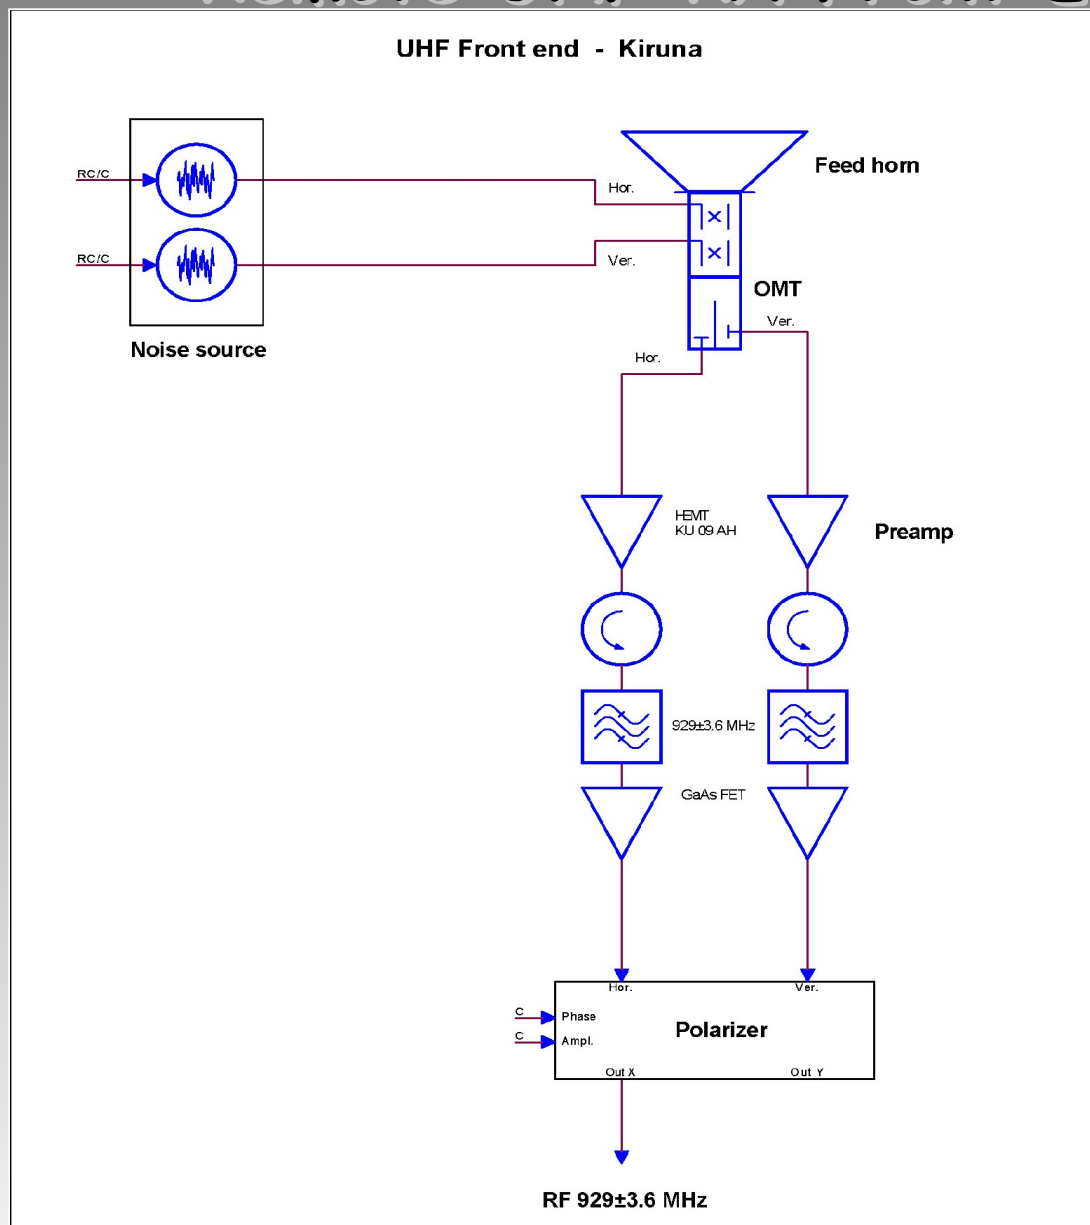 UHF Front end - Kiruna
Feed horn
RC/C
Hor.
RC/C
Ver.
OMT
Ver.
Noise source
Hor.
HEMT
KU 09 AH
Preamp
929±3.6 MHz
GaAs FET
Hor.
Ver.
C
Phase
Polarizer
C
Ampl.
Out X
Out Y
RF 929±3.6 MHz